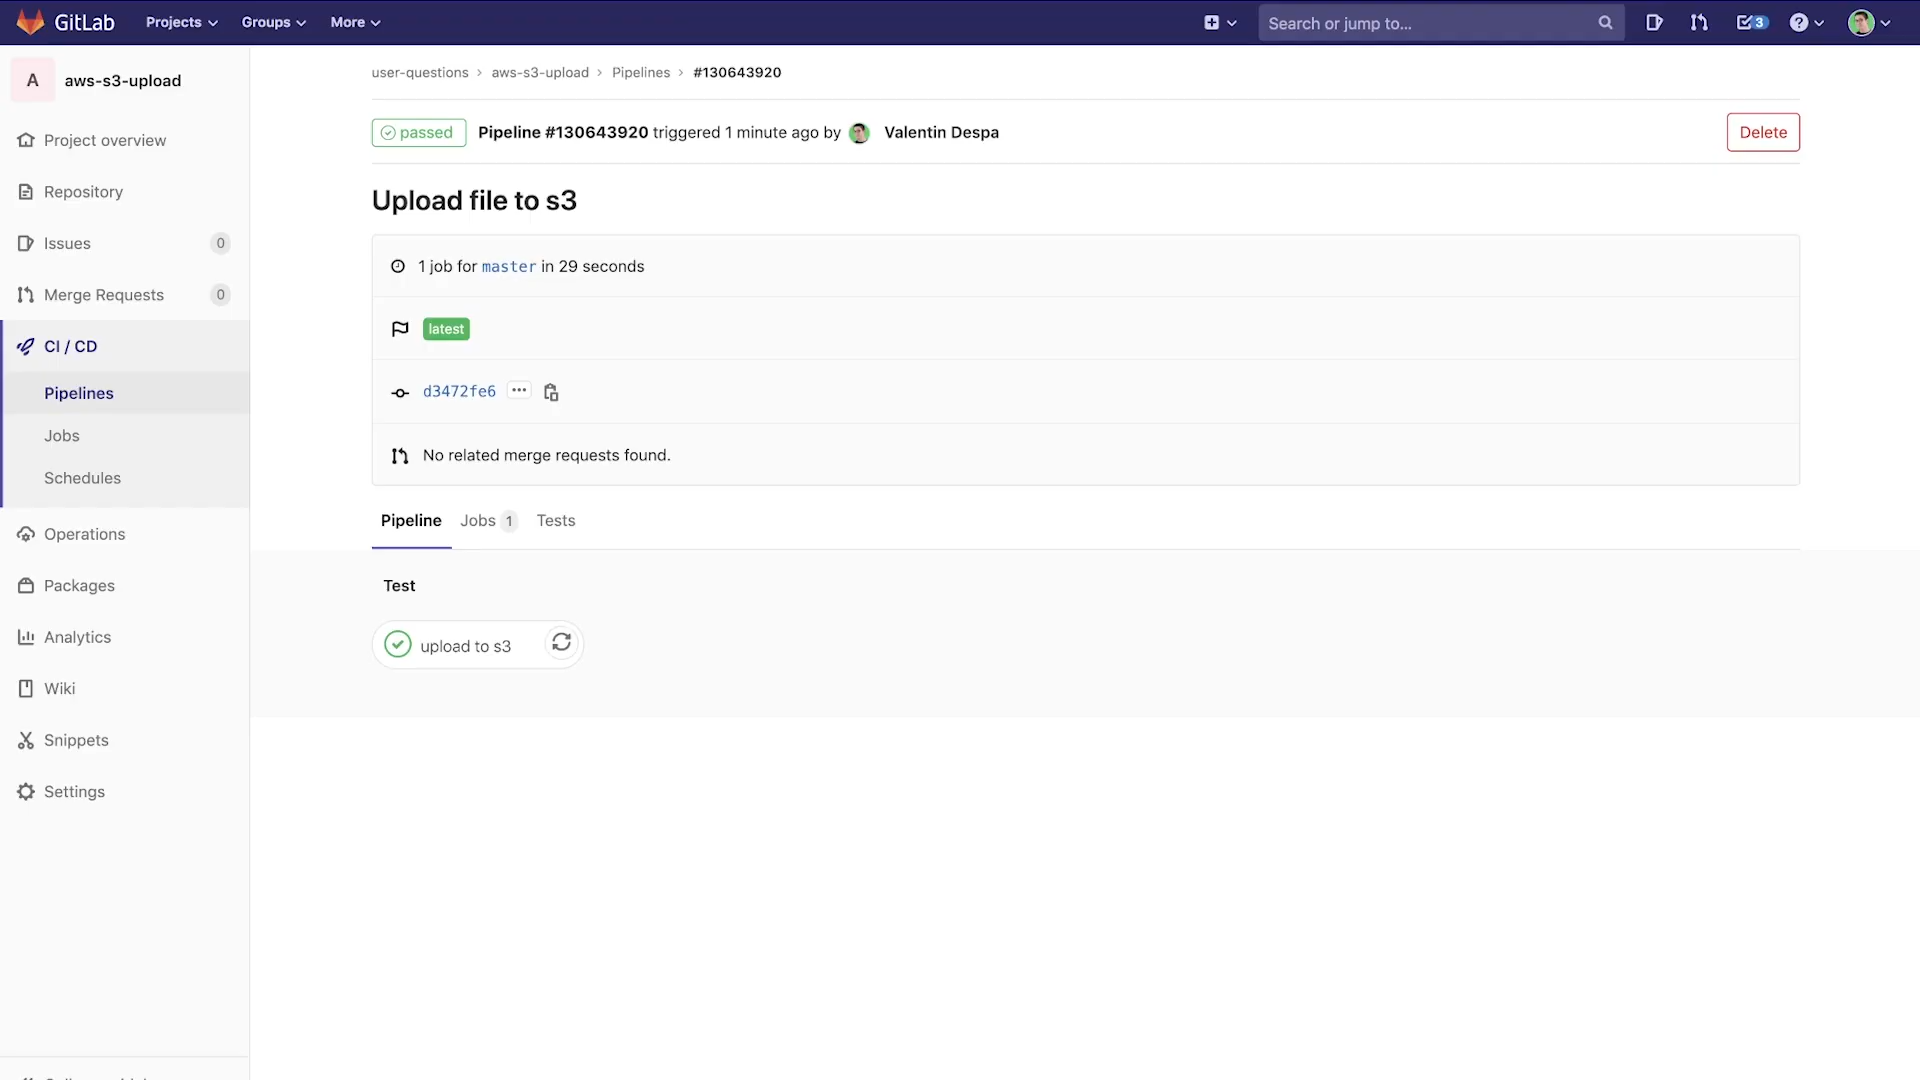 GitLab
Projects
Groups
More
Search or jump to...
3
A
aws-s3-upload
Project overview
Repository
Issues 0
Merge Requests 0
CI / CD
Pipelines
Jobs
Schedules
Operations
Packages
Analytics
Wiki
Snippets
Settings
user-questions > aws-s3-upload > Pipelines > #130643920
passed Pipeline #130643920 triggered 1 minute ago by Valentin Despa
Delete
Upload file to s3
1 job for master in 29 seconds
latest
d3472fe6 ...
No related merge requests found.
Pipeline Jobs 1 Tests
Test
upload to s3